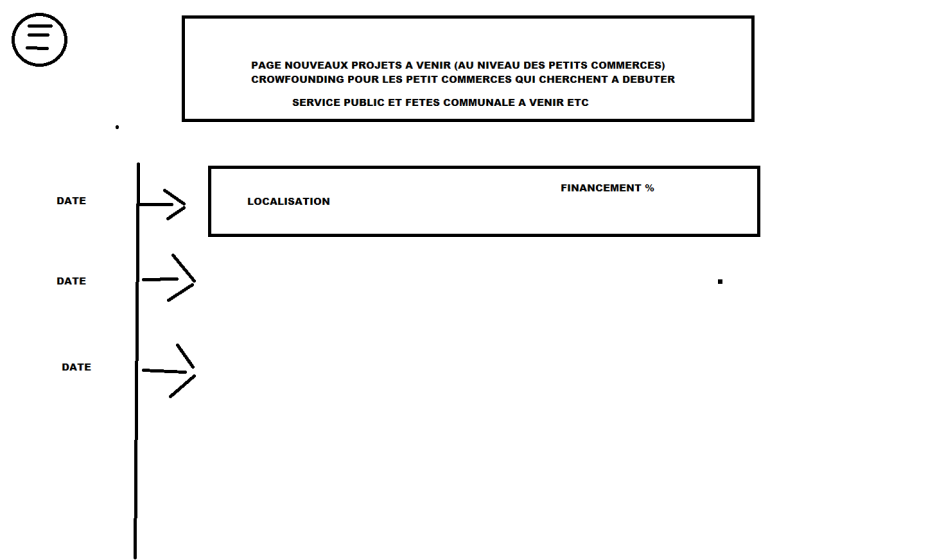 PAGE NOUVEAUX PROJETS A VENIR (AU NIVEAU DES PETITS COMMERCES)
CROWFOUNDING POUR LES PETIT COMMERCES QUI CHERCHENT A DEBUTER
SERVICE PUBLIC ET FETES COMMUNALE A VENIR ETC
FINANCEMENT %
DATE
LOCALISATION
DATE
DATE